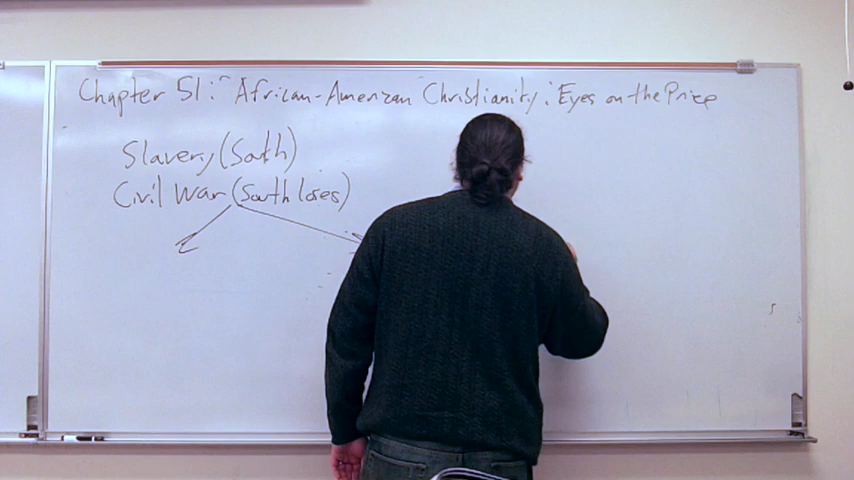 Chapter 51: African-American Christianity: Eyes on the Prize
Slavery (South)
Civil War (South loses)